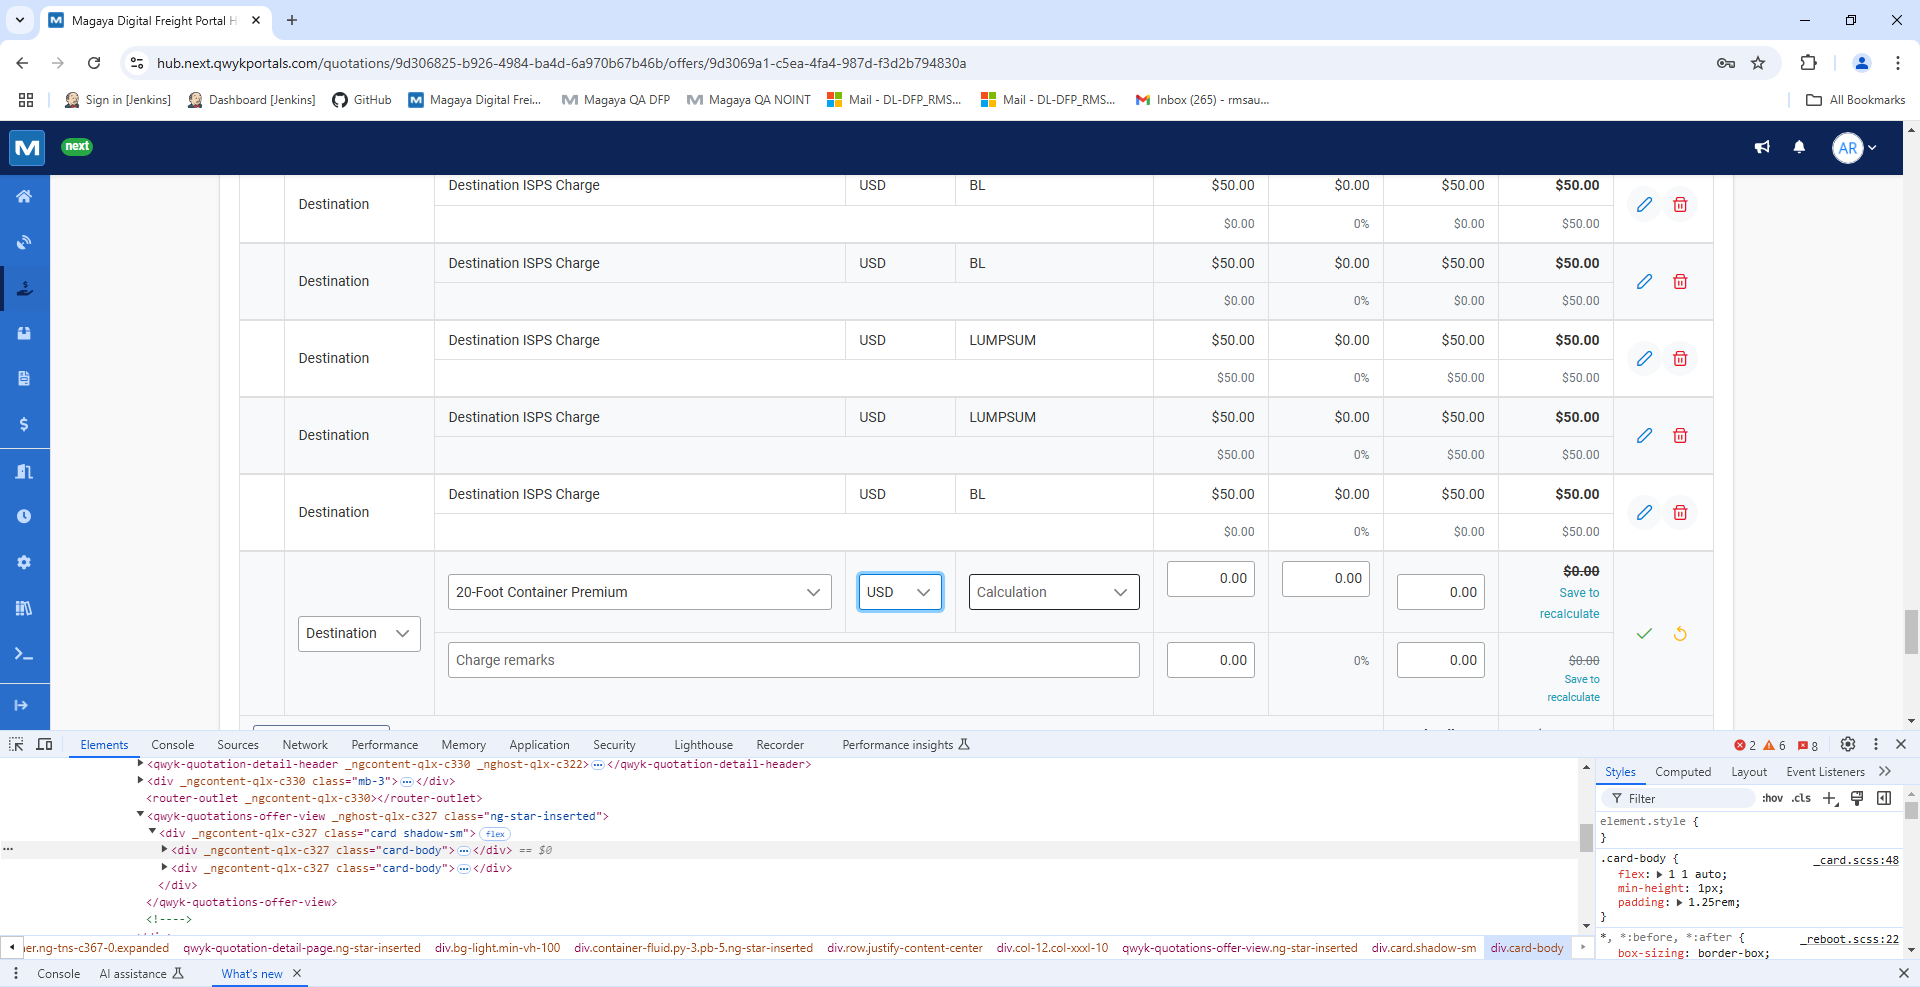 Magaya Digital Freight Portal H
hub.next.qwykportals.com/quotations/9d306825-b926-4984-ba4d-6a970b67b46b/offers/9d3069a1-c5ea-4fa4-987d-f3d2b794830a
Sign in [Jenkins] Dashboard [Jenkins] GitHub Magaya Digital Frei... Magaya QA DFP Magaya QA NOINT Mail - DL-DFP_RMS... Mail - DL-DFP_RMS... Inbox (265) - rmsau... All Bookmarks
next AR
Destination Destination ISPS Charge USD BL $50.00 $0.00 $50.00 $50.00
$0.00 0% $0.00 $50.00
Destination Destination ISPS Charge USD BL $50.00 $0.00 $50.00 $50.00
$0.00 0% $0.00 $50.00
Destination Destination ISPS Charge USD LUMPSUM $50.00 $0.00 $50.00 $50.00
$50.00 0% $50.00 $50.00
Destination Destination ISPS Charge USD LUMPSUM $50.00 $0.00 $50.00 $50.00
$50.00 0% $50.00 $50.00
Destination Destination ISPS Charge USD BL $50.00 $0.00 $50.00 $50.00
$0.00 0% $0.00 $50.00
20-Foot Container Premium USD Calculation 0.00 0.00 0.00 $0.00
Save to
recalculate
Destination
Charge remarks 0.00 0% 0.00 $0.00
Save to
recalculate
Elements Console Sources Network Performance Memory Application Security Lighthouse Recorder Performance insights 2 6 8
<qwyk-quotation-detail-header _ngcontent-qlx-c330 _nghost-qlx-c322>…</qwyk-quotation-detail-header>
<div _ngcontent-qlx-c330 class="mb-3">…</div>
<router-outlet _ngcontent-qlx-c330></router-outlet>
<qwyk-quotations-offer-view _nghost-qlx-c327 class="ng-star-inserted">
<div _ngcontent-qlx-c327 class="card shadow-sm"> flex
<div _ngcontent-qlx-c327 class="card-body">…</div> == $0
<div _ngcontent-qlx-c327 class="card-body">…</div>
</div>
</qwyk-quotations-offer-view>
<!---->
Styles Computed Layout Event Listeners
Filter :hov .cls
element.style {
}
.card-body { _card.scss:48
flex: 1 1 auto;
min-height: 1px;
padding: 1.25rem;
}
*, *:before, *:after { _reboot.scss:22
box-sizing: border-box;
ner.ng-tns-c367-0.expanded qwyk-quotation-detail-page.ng-star-inserted div.bg-light.min-vh-100 div.container-fluid.py-3.pb-5.ng-star-inserted div.row.justify-content-center div.col-12.col-xxxl-10 qwyk-quotations-offer-view.ng-star-inserted div.card.shadow-sm div.card-body
Console AI assistance What's new